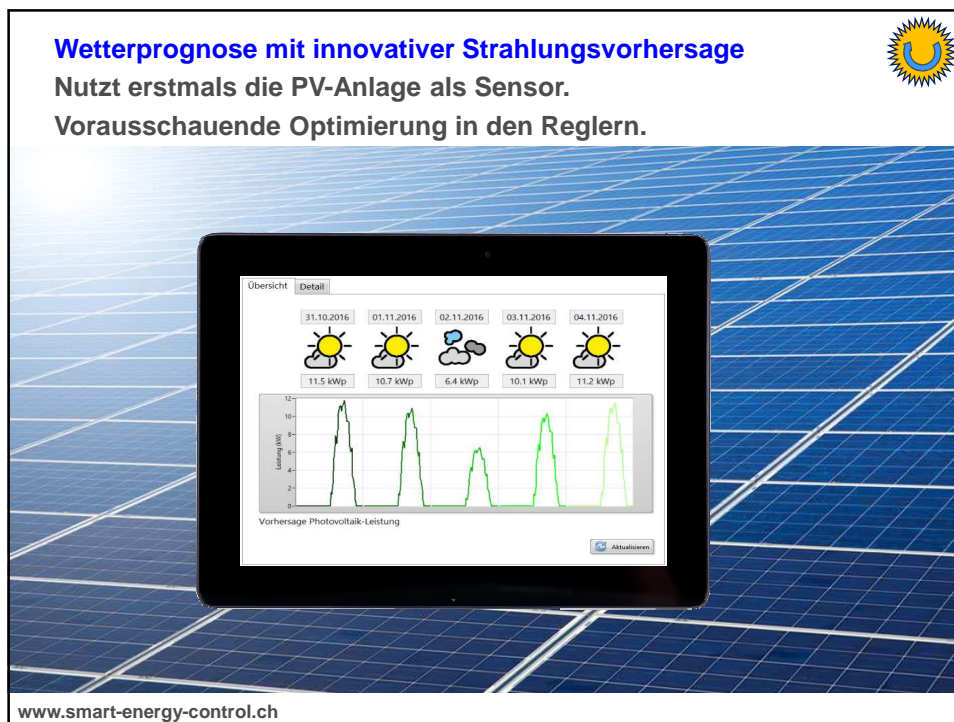 Wetterprognose mit innovativer Strahlungsvorhersage
Nutzt erstmals die PV-Anlage als Sensor.
Vorausschauende Optimierung in den Reglern.
Übersicht Detail
31.10.2016 01.11.2016 02.11.2016 03.11.2016 04.11.2016
11.5 kWp 10.7 kWp 6.4 kWp 10.1 kWp 11.2 kWp
Leistung (kW)
12
10
8
6
4
2
0
Vorhersage Photovoltaik-Leistung
Aktualisieren
www.smart-energy-control.ch